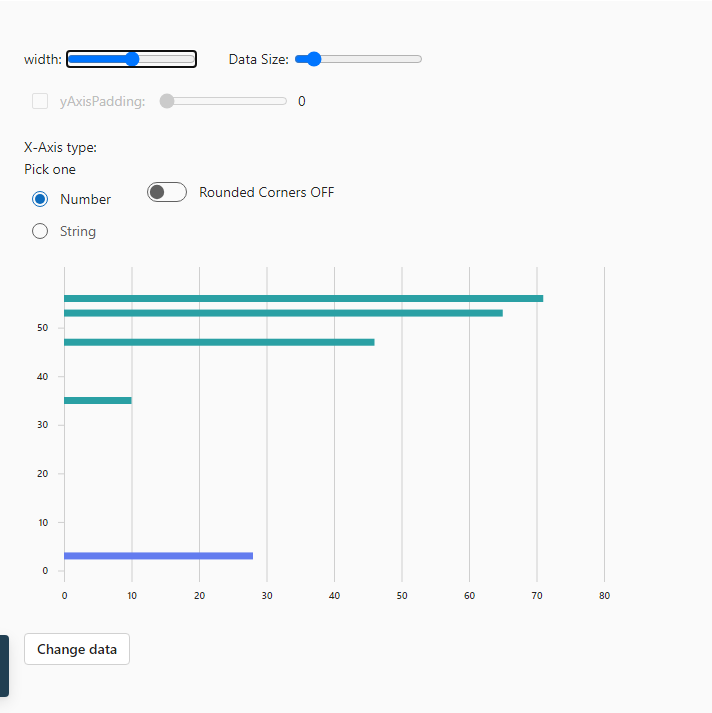 width: Data Size:
yAxisPadding: 0
X-Axis type:
Pick one
Number Rounded Corners OFF
String
50
40
30
20
10
0
0 10 20 30 40 50 60 70 80
Change data